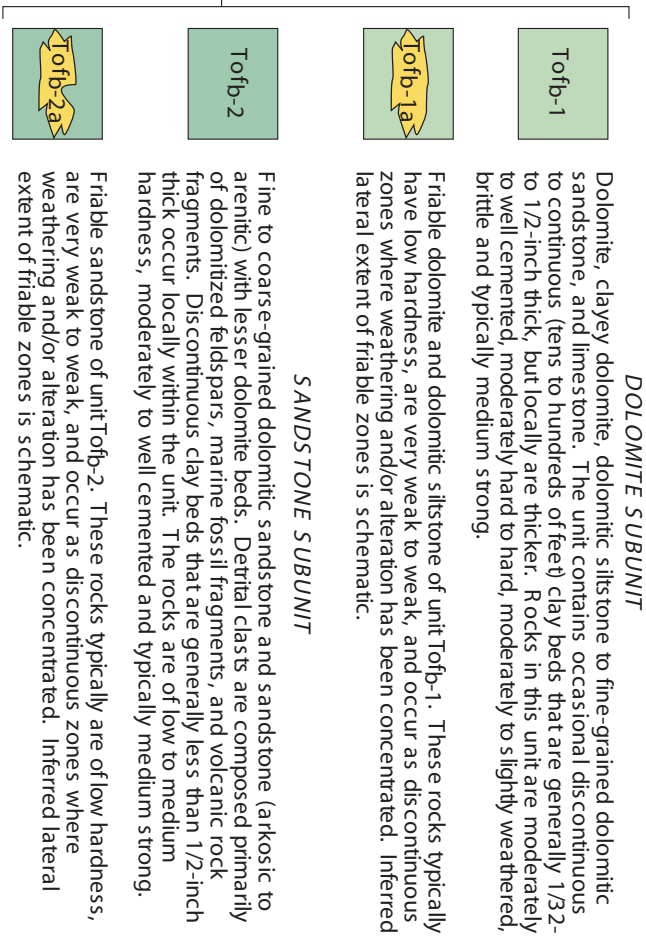 DOLOMITE SUBUNIT
Tofb-1
Dolomite, clayey dolomite, dolomitic siltstone to fine-grained dolomitic
sandstone, and limestone. The unit contains occasional discontinuous
to continuous (tens to hundreds of feet) clay beds that are generally 1/32-
to 1/2-inch thick, but locally are thicker. Rocks in this unit are moderately
to well cemented, moderately hard to hard, moderately to slightly weathered,
brittle and typically medium strong.
Tofb-1a
Friable dolomite and dolomitic siltstone of unit Tofb-1. These rocks typically
have low hardness, are very weak to weak, and occur as discontinuous
zones where weathering and/or alteration has been concentrated. Inferred
lateral extent of friable zones is schematic.
SANDSTONE SUBUNIT
Tofb-2
Fine to coarse-grained dolomitic sandstone and sandstone (arkosic to
arenitic) with lesser dolomite beds. Detrital clasts are composed primarily
of dolomitized feldspars, marine fossil fragments, and volcanic rock
fragments. Discontinuous clay beds that are generally less than 1/2-inch
thick occur locally within the unit. The rocks are of low to medium
hardness, moderately to well cemented and typically medium strong.
Tofb-2a
Friable sandstone of unit Tofb-2. These rocks typically are of low hardness,
are very weak to weak, and occur as discontinuous zones where
weathering and/or alteration has been concentrated. Inferred lateral
extent of friable zones is schematic.